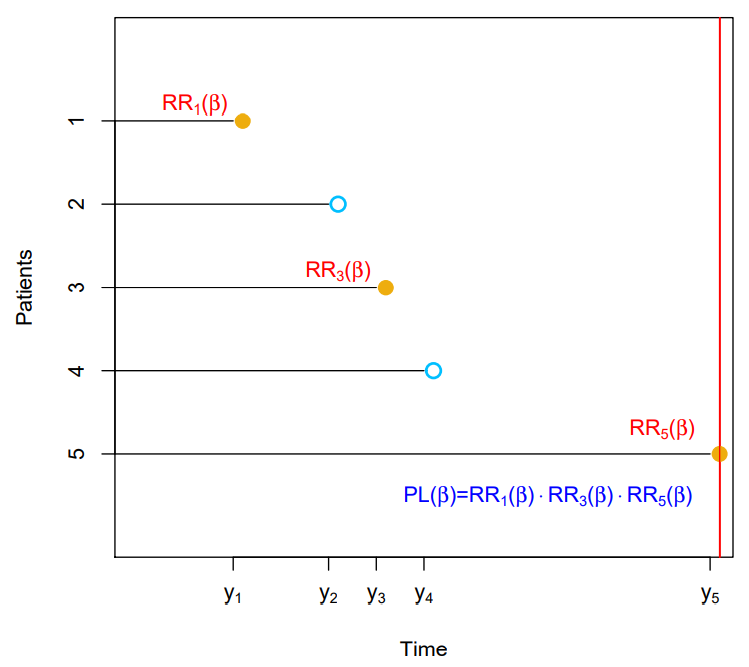 RR₁(β)
1
2
RR₃(β)
3
4
RR₅(β)
5
PL(β)=RR₁(β) · RR₃(β) · RR₅(β)
Patients
y₁ y₂ y₃ y₄ y₅
Time